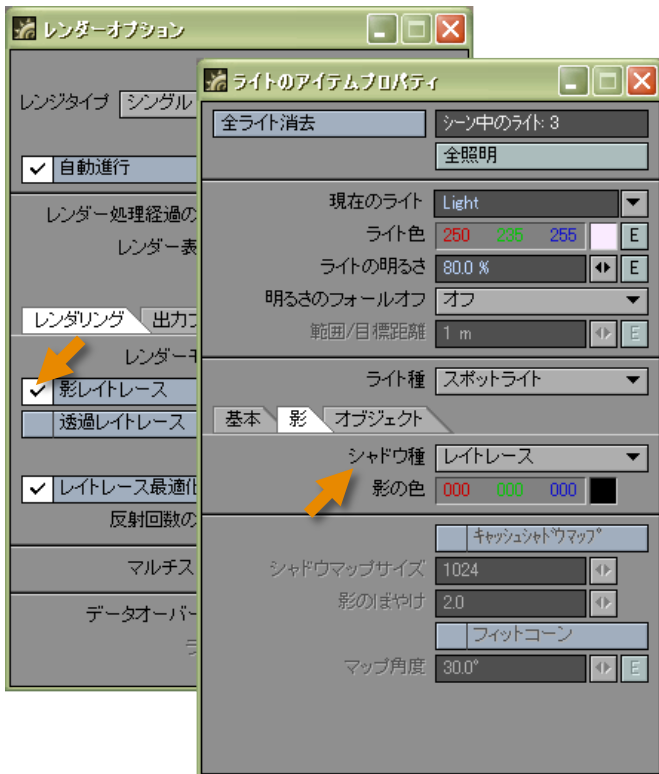 レンダーオプション
レンジタイプ シングル
自動進行
レンダー処理経過の
レンダー表
レンダリング 出力フ
レンダーモ
影レイトレース
透過レイトレース
レイトレース最適化
反射回数の
マルチス
データオーバー
ライトのアイテムプロパティ
全ライト消去 シーン中のライト: 3
全照明
現在のライト Light
ライト色 250 235 255 E
ライトの明るさ 80.0 % E
明るさのフォールオフ オフ
範囲/目標距離 1 m E
ライト種 スポットライト
基本 影 オブジェクト
シャドウ種 レイトレース
影の色 000 000 000
キャッシュシャドウマップ
シャドウマップサイズ 1024
影のぼやけ 2.0
フィットコーン
マップ角度 30.0° E